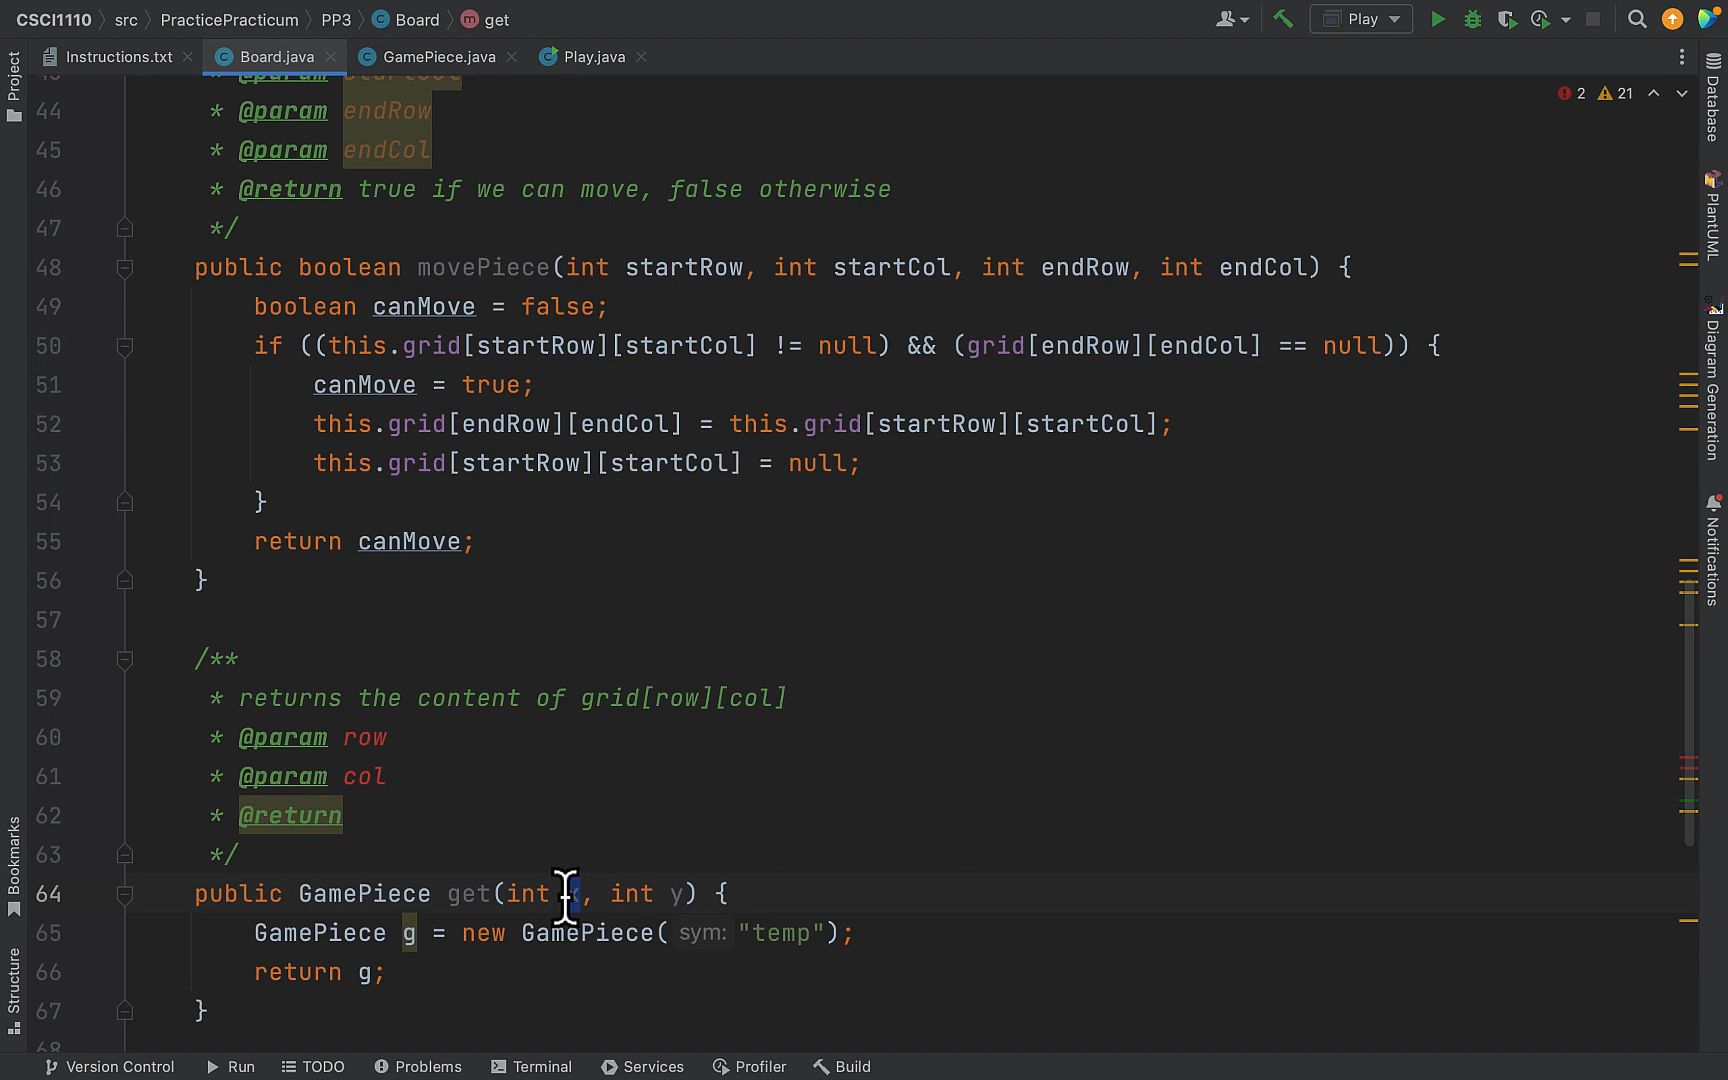 CSCI1110 src PracticePracticum PP3 Board get Play
Instructions.txt Board.java GamePiece.java Play.java
Project
Bookmarks
Structure
2 21
44 * @param endRow
45 * @param endCol
46 * @return true if we can move, false otherwise
47 */
48 public boolean movePiece(int startRow, int startCol, int endRow, int endCol) {
49 boolean canMove = false;
50 if ((this.grid[startRow][startCol] != null) && (grid[endRow][endCol] == null)) {
51 canMove = true;
52 this.grid[endRow][endCol] = this.grid[startRow][startCol];
53 this.grid[startRow][startCol] = null;
54 }
55 return canMove;
56 }
57
58 /**
59 * returns the content of grid[row][col]
60 * @param row
61 * @param col
62 * @return
63 */
64 public GamePiece get(int , int y) {
65 GamePiece g = new GamePiece( sym: "temp");
66 return g;
67 }
Database
PlantUML
Diagram Generation
Notifications
Version Control Run TODO Problems Terminal Services Profiler Build